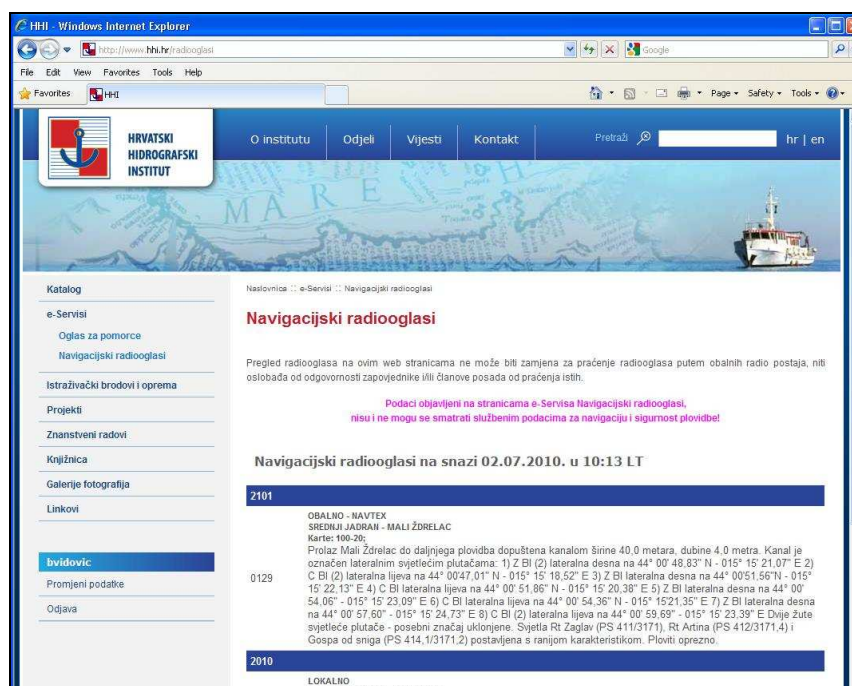 HHI - Windows Internet Explorer
http://www.hhi.hr/radiooglasi
Google
File Edit View Favorites Tools Help
Favorites HHI Page Safety Tools
HRVATSKI
HIDROGRAFSKI
INSTITUT
O institutu Odjeli Vijesti Kontakt Pretraži hr | en
MARE
Katalog
e-Servisi
Oglas za pomorce
Navigacijski radiooglasi
Istraživački brodovi i oprema
Projekti
Znanstveni radovi
Knjižnica
Galerije fotografija
Linkovi
bvidovic
Promjeni podatke
Odjava
Naslovnica :: e-Servisi :: Navigacijski radiooglasi
Navigacijski radiooglasi
Pregled radiooglasa na ovim web stranicama ne može biti zamjena za praćenje radiooglasa putem obalnih radio postaja, niti
oslobađa od odgovornosti zapovjednike i/ili članove posada od praćenja istih.
Podaci objavljeni na stranicama e-Servisa Navigacijski radiooglasi,
nisu i ne mogu se smatrati službenim podacima za navigaciju i sigurnost plovidbe!
Navigacijski radiooglasi na snazi 02.07.2010. u 10:13 LT
2101
OBALNO - NAVTEX
SREDNJI JADRAN - MALI ŽDRELAC
Karte: 100-20;
0129
Prolaz Mali Ždrelac do daljnjega plovidba dopuštena kanalom širine 40,0 metara, dubine 4,0 metra. Kanal je
označen lateralnim svjetlećim plutačama: 1) Z Bl (2) lateralna desna na 44° 00' 48,83" N - 015° 15' 21,07" E 2)
C Bl (2) lateralna lijeva na 44° 00'47,01" N - 015° 15' 18,52" E 3) Z Bl lateralna desna na 44° 00'51,56"N - 015°
15' 22,13" E 4) C Bl lateralna lijeva na 44° 00' 51,86" N - 015° 15' 20,38" E 5) Z Bl lateralna desna na 44° 00'
54,06" - 015° 15' 23,09" E 6) C Bl lateralna lijeva na 44° 00' 54,36" N - 015° 15'21,35" E 7) Z Bl lateralna desna
na 44° 00' 57,60" - 015° 15' 24,73" E 8) C Bl (2) lateralna lijeva na 44° 00' 59,69" - 015° 15' 23,39" E Dvije žute
svjetleće plutače - posebni značaj uklonjene. Svjetla Rt Zaglav (PS 411/3171), Rt Artina (PS 412/3171,4) i
Gospa od sniga (PS 414,1/3171,2) postavljena s ranijom karakteristikom. Ploviti oprezno.
2010
LOKALNO